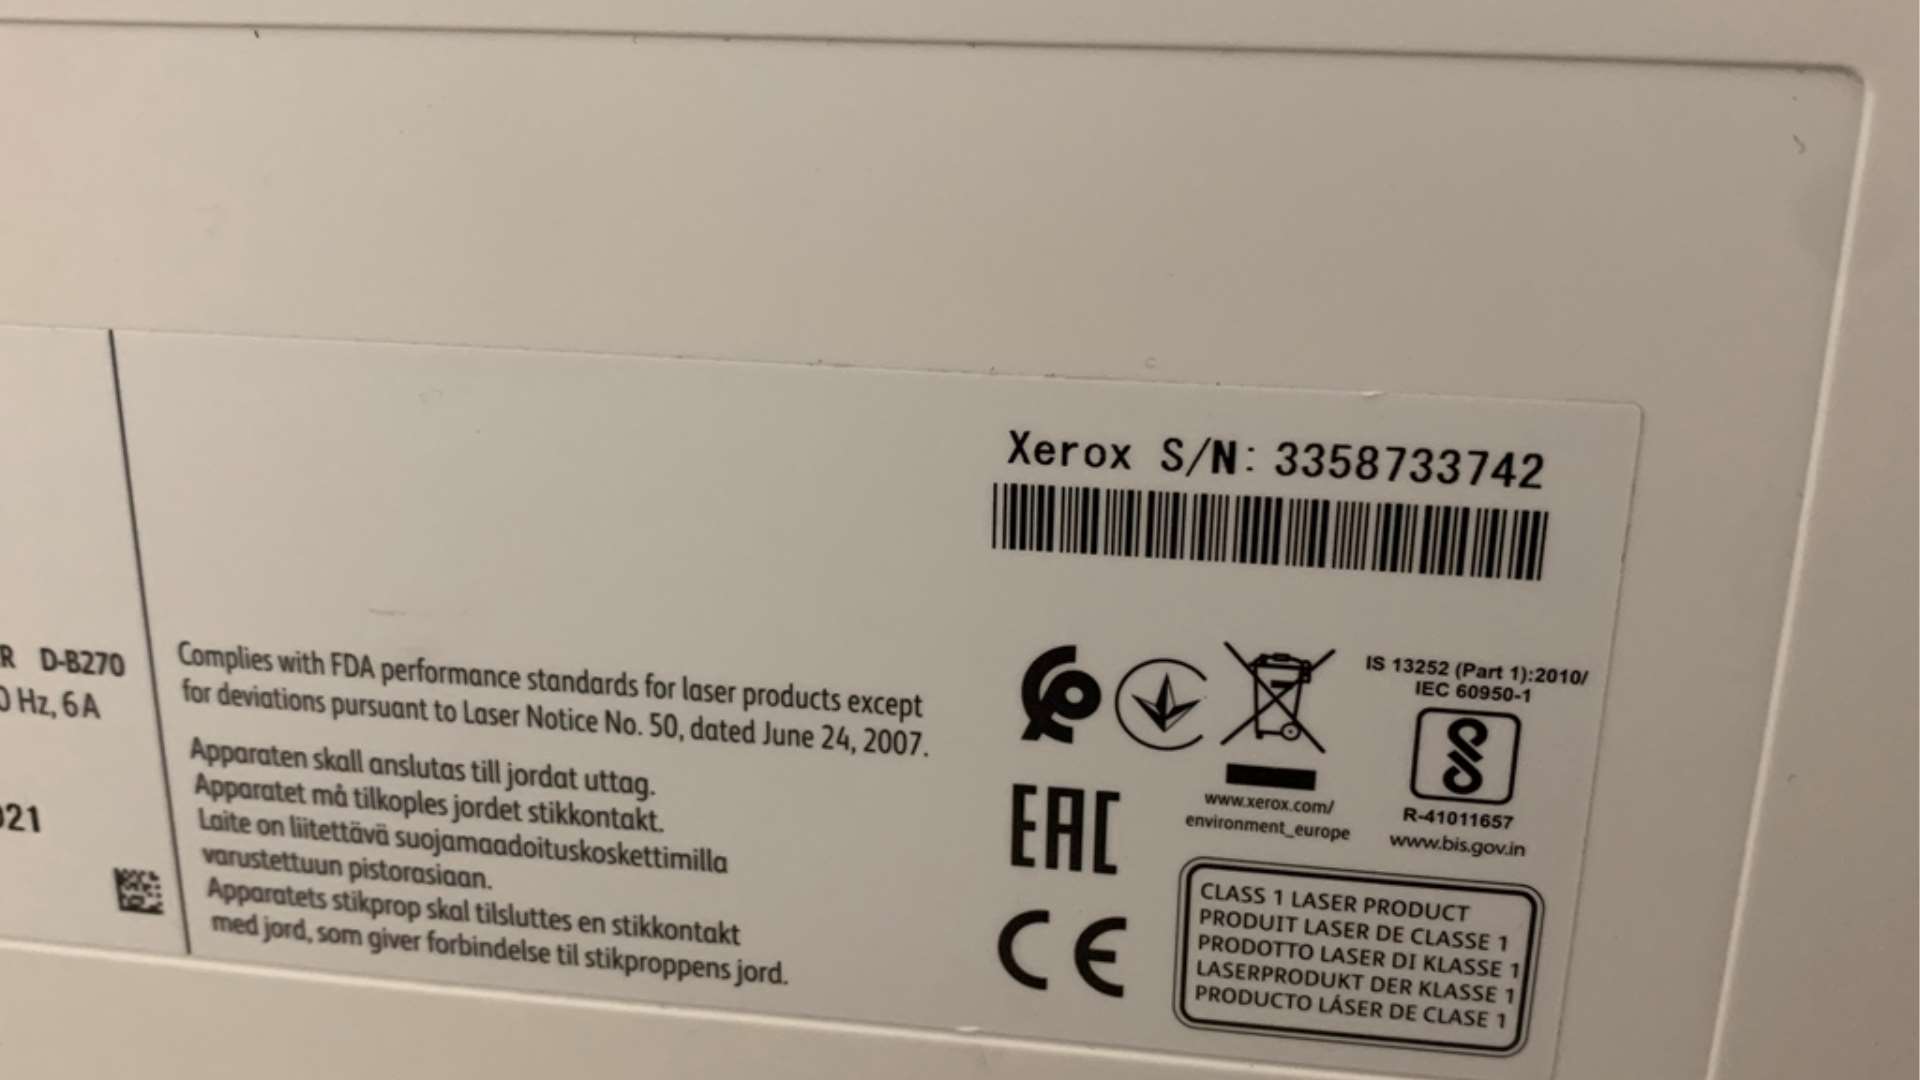 Xerox S/N: 3358733742
R D-B270
0 Hz, 6 A
021
Complies with FDA performance standards for laser products except
for deviations pursuant to Laser Notice No. 50, dated June 24, 2007.
Apparaten skall anslutas till jordat uttag.
Apparatet må tilkoples jordet stikkontakt.
Laite on liitettävä suojamaadoituskoskettimilla
varustettuun pistorasiaan.
Apparatets stikprop skal tilsluttes en stikkontakt
med jord, som giver forbindelse til stikproppens jord.
IS 13252 (Part 1):2010/
IEC 60950-1
R-41011657
www.bis.gov.in
www.xerox.com/
environment_europe
EAC
CE
CLASS 1 LASER PRODUCT
PRODUIT LASER DE CLASSE 1
PRODOTTO LASER DI KLASSE 1
LASERPRODUKT DER KLASSE 1
PRODUCTO LÁSER DE CLASE 1